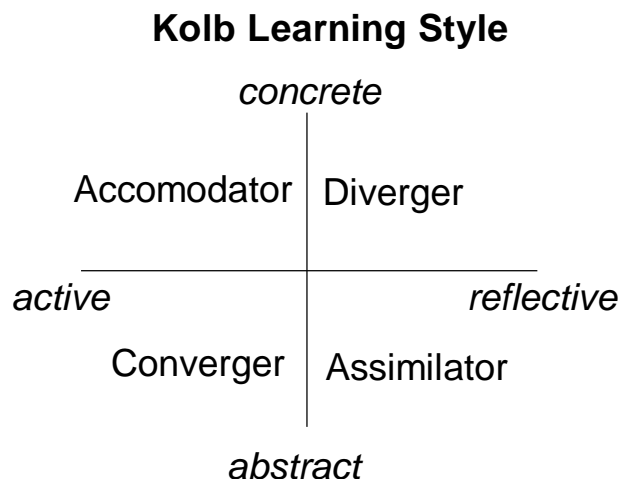 Kolb Learning Style
concrete
Accomodator Diverger
active reflective
Converger Assimilator
abstract